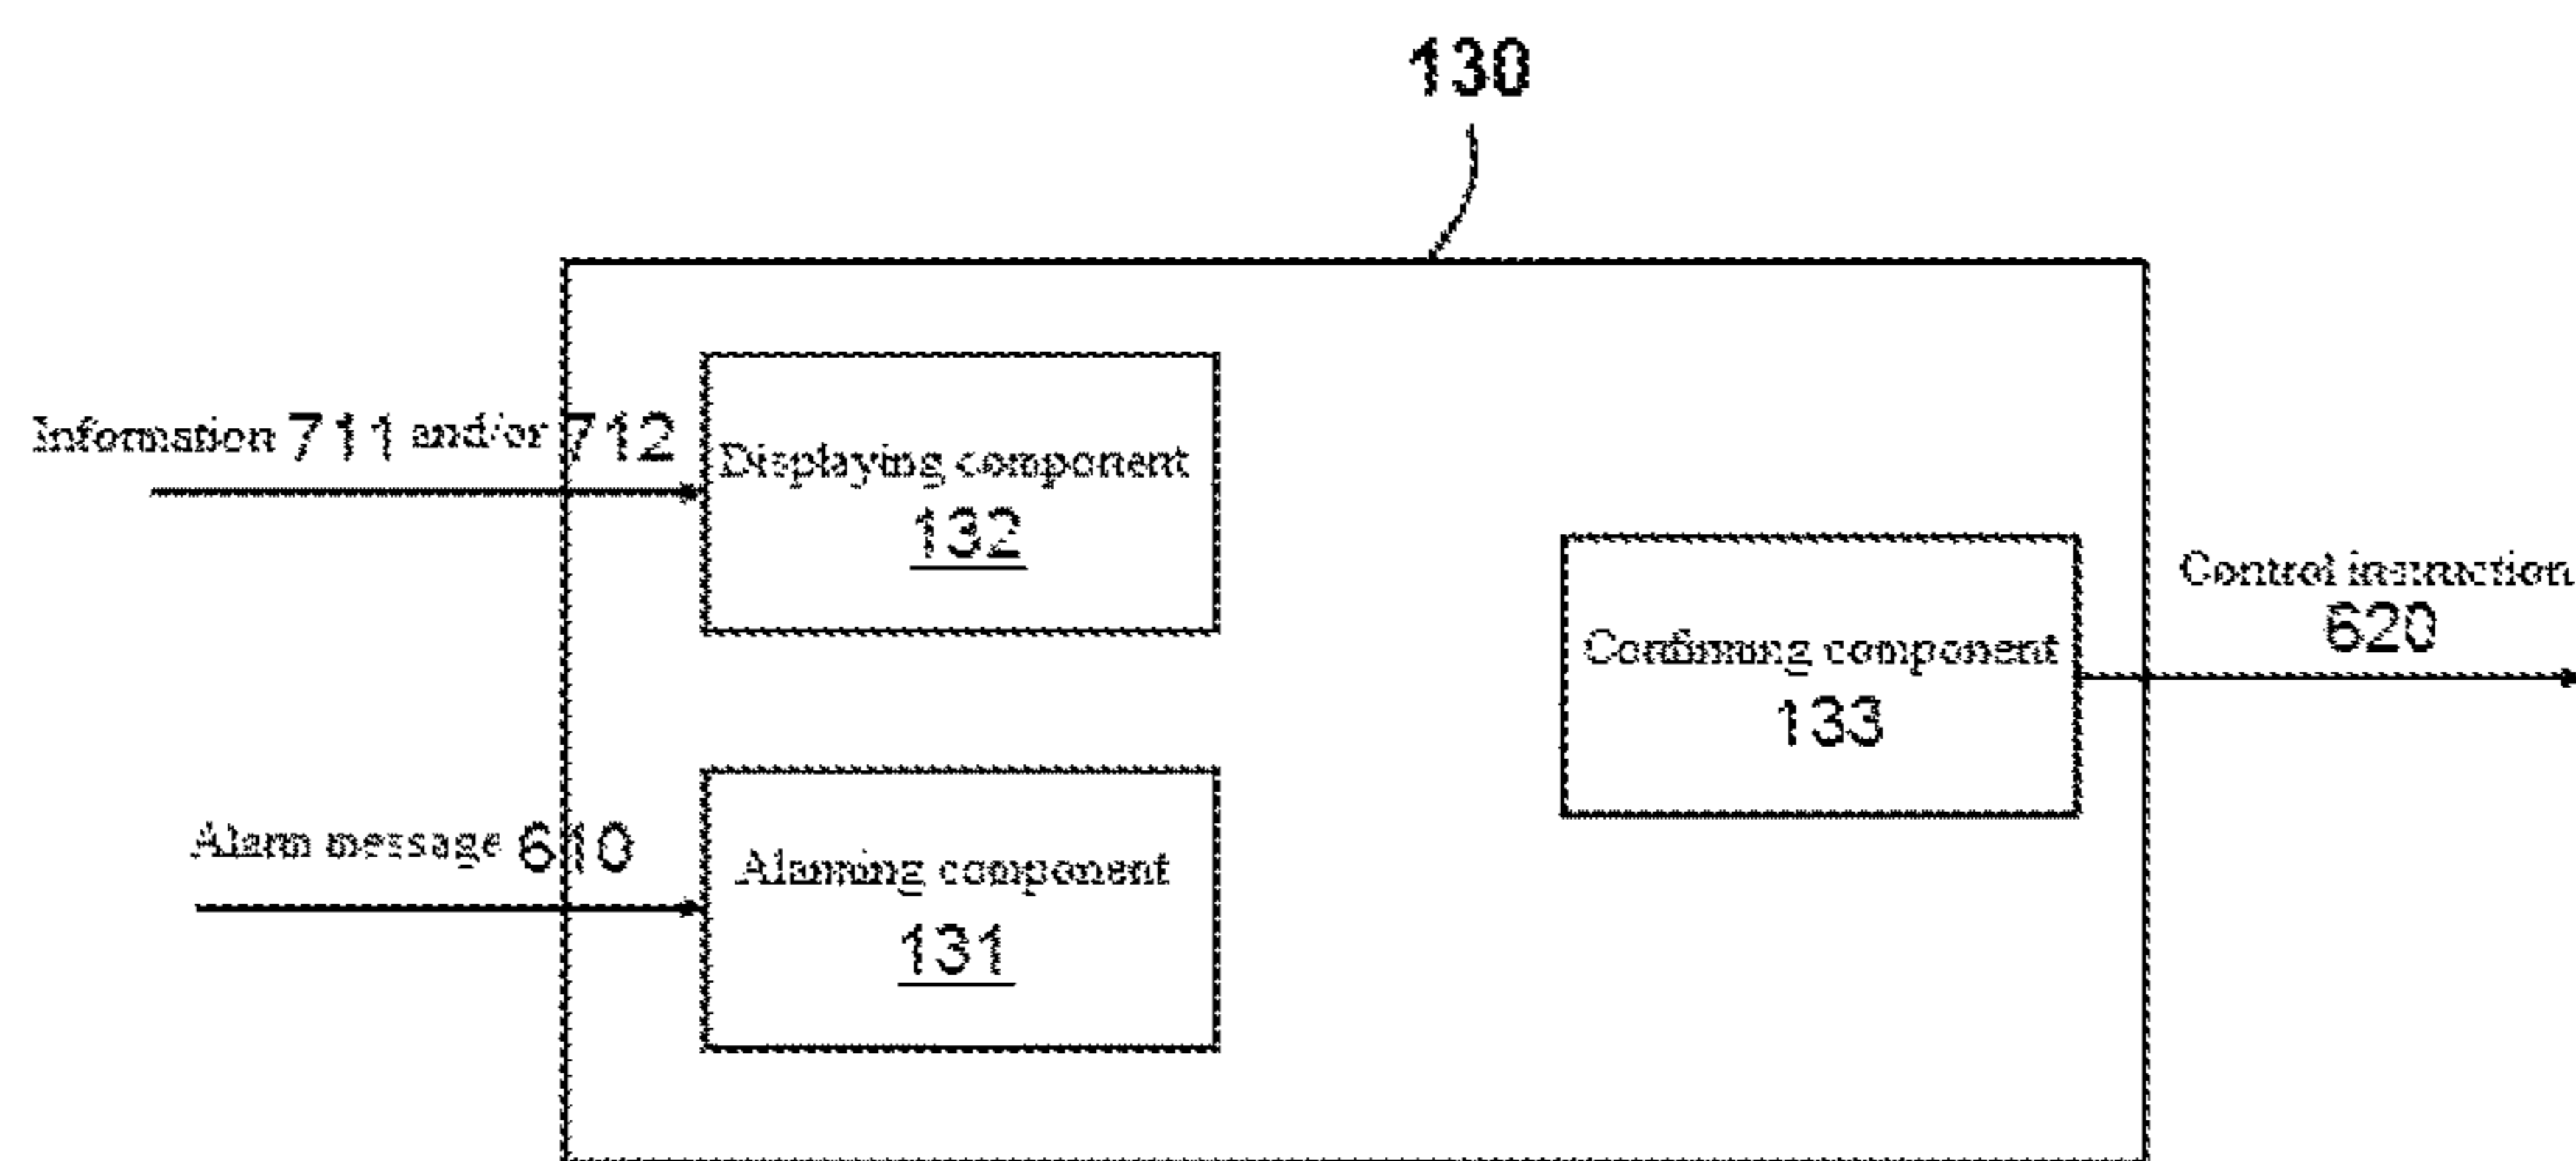 130
Information 711 and/or 712
Displaying component
132
Control instruction
620
Confirming component
133
Alarm message 610
Alarming component
131